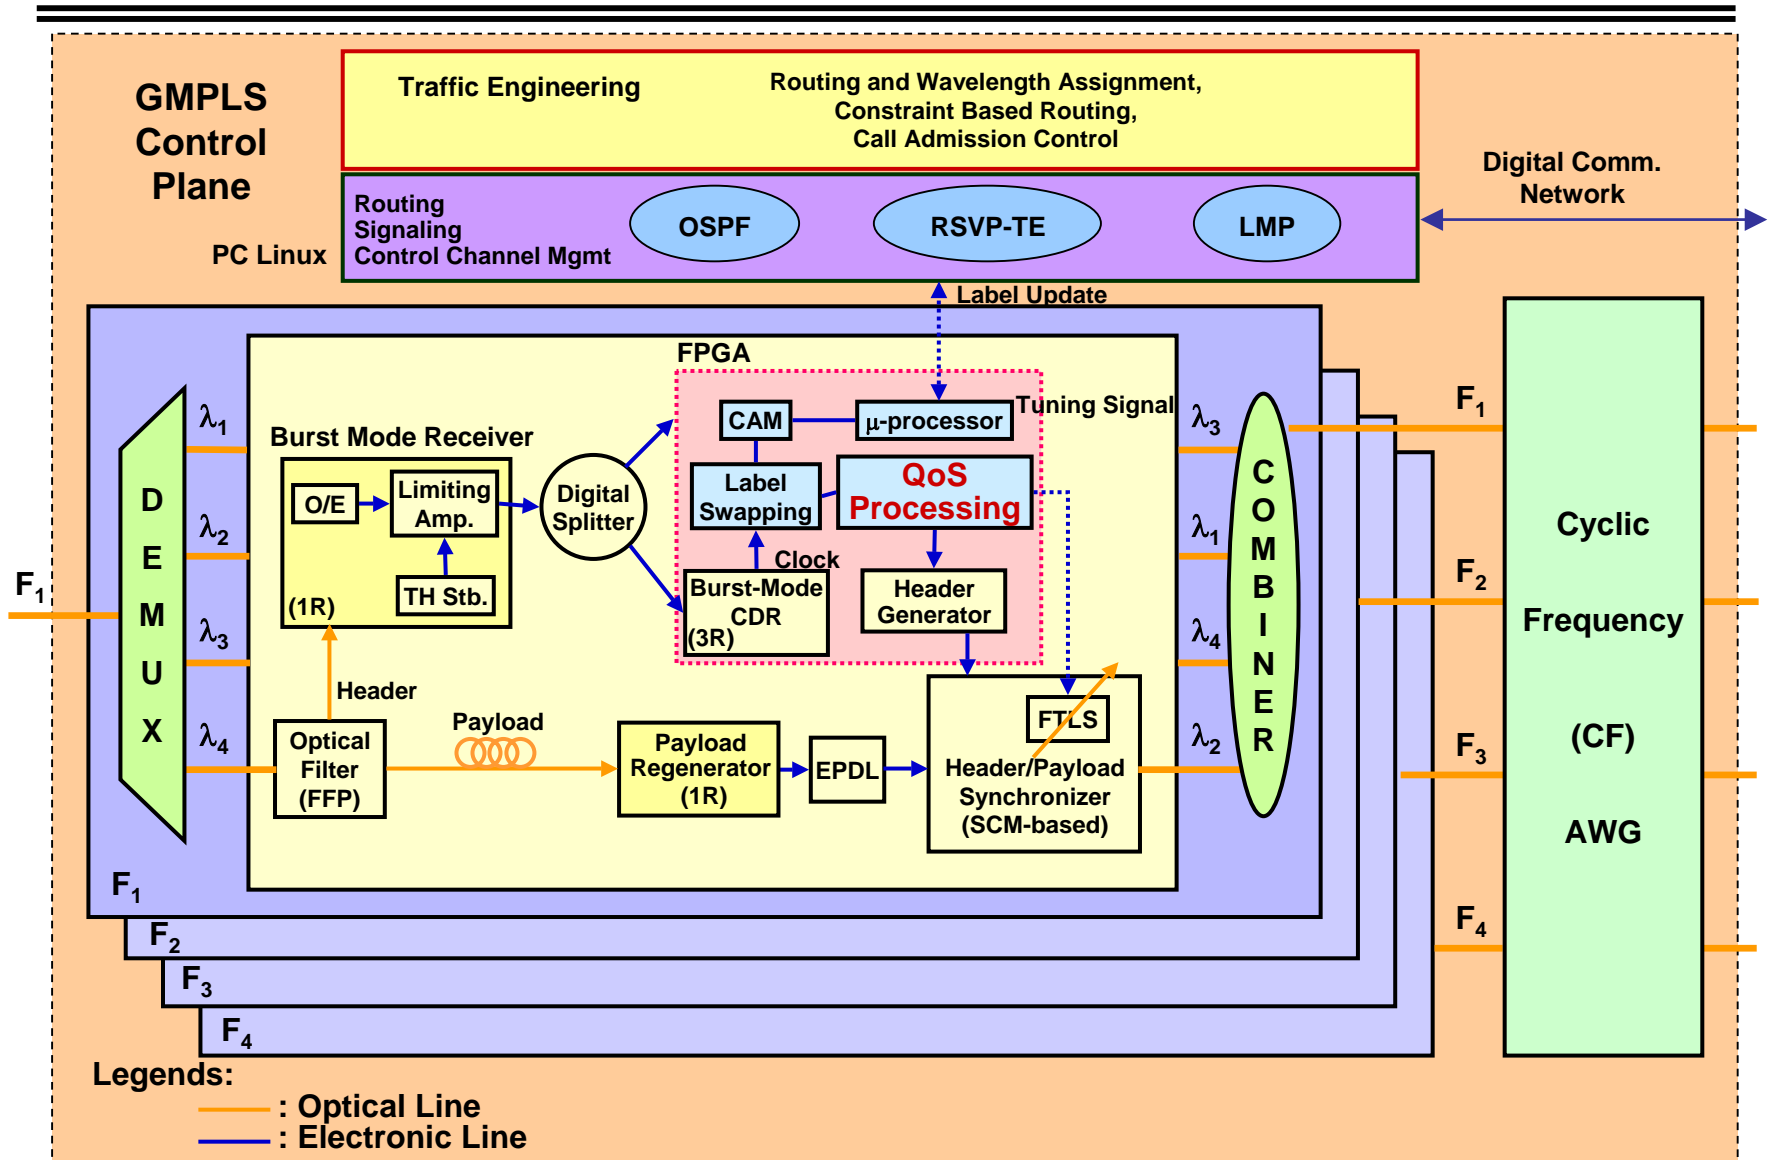 GMPLS
Control
Plane
Traffic Engineering
Routing and Wavelength Assignment,
Constraint Based Routing,
Call Admission Control
Digital Comm.
Network
Routing
Signaling
Control Channel Mgmt
PC Linux
OSPF
RSVP-TE
LMP
Label Update
FPGA
CAM
μ-processor
Tuning Signal
Burst Mode Receiver
O/E
Limiting
Amp.
TH Stb.
(1R)
Digital
Splitter
Label
Swapping
QoS
Processing
Clock
Burst-Mode
CDR
(3R)
Header
Generator
Header
Payload
Optical
Filter
(FFP)
Payload
Regenerator
(1R)
EPDL
FTLS
Header/Payload
Synchronizer
(SCM-based)
F1
D
E
M
U
X
λ1
λ2
λ3
λ4
λ3
λ1
λ4
λ2
C
O
M
B
I
N
E
R
F1
F2
F3
F4
F1
F2
F3
F4
Cyclic
Frequency
(CF)
AWG
Legends:
: Optical Line
: Electronic Line